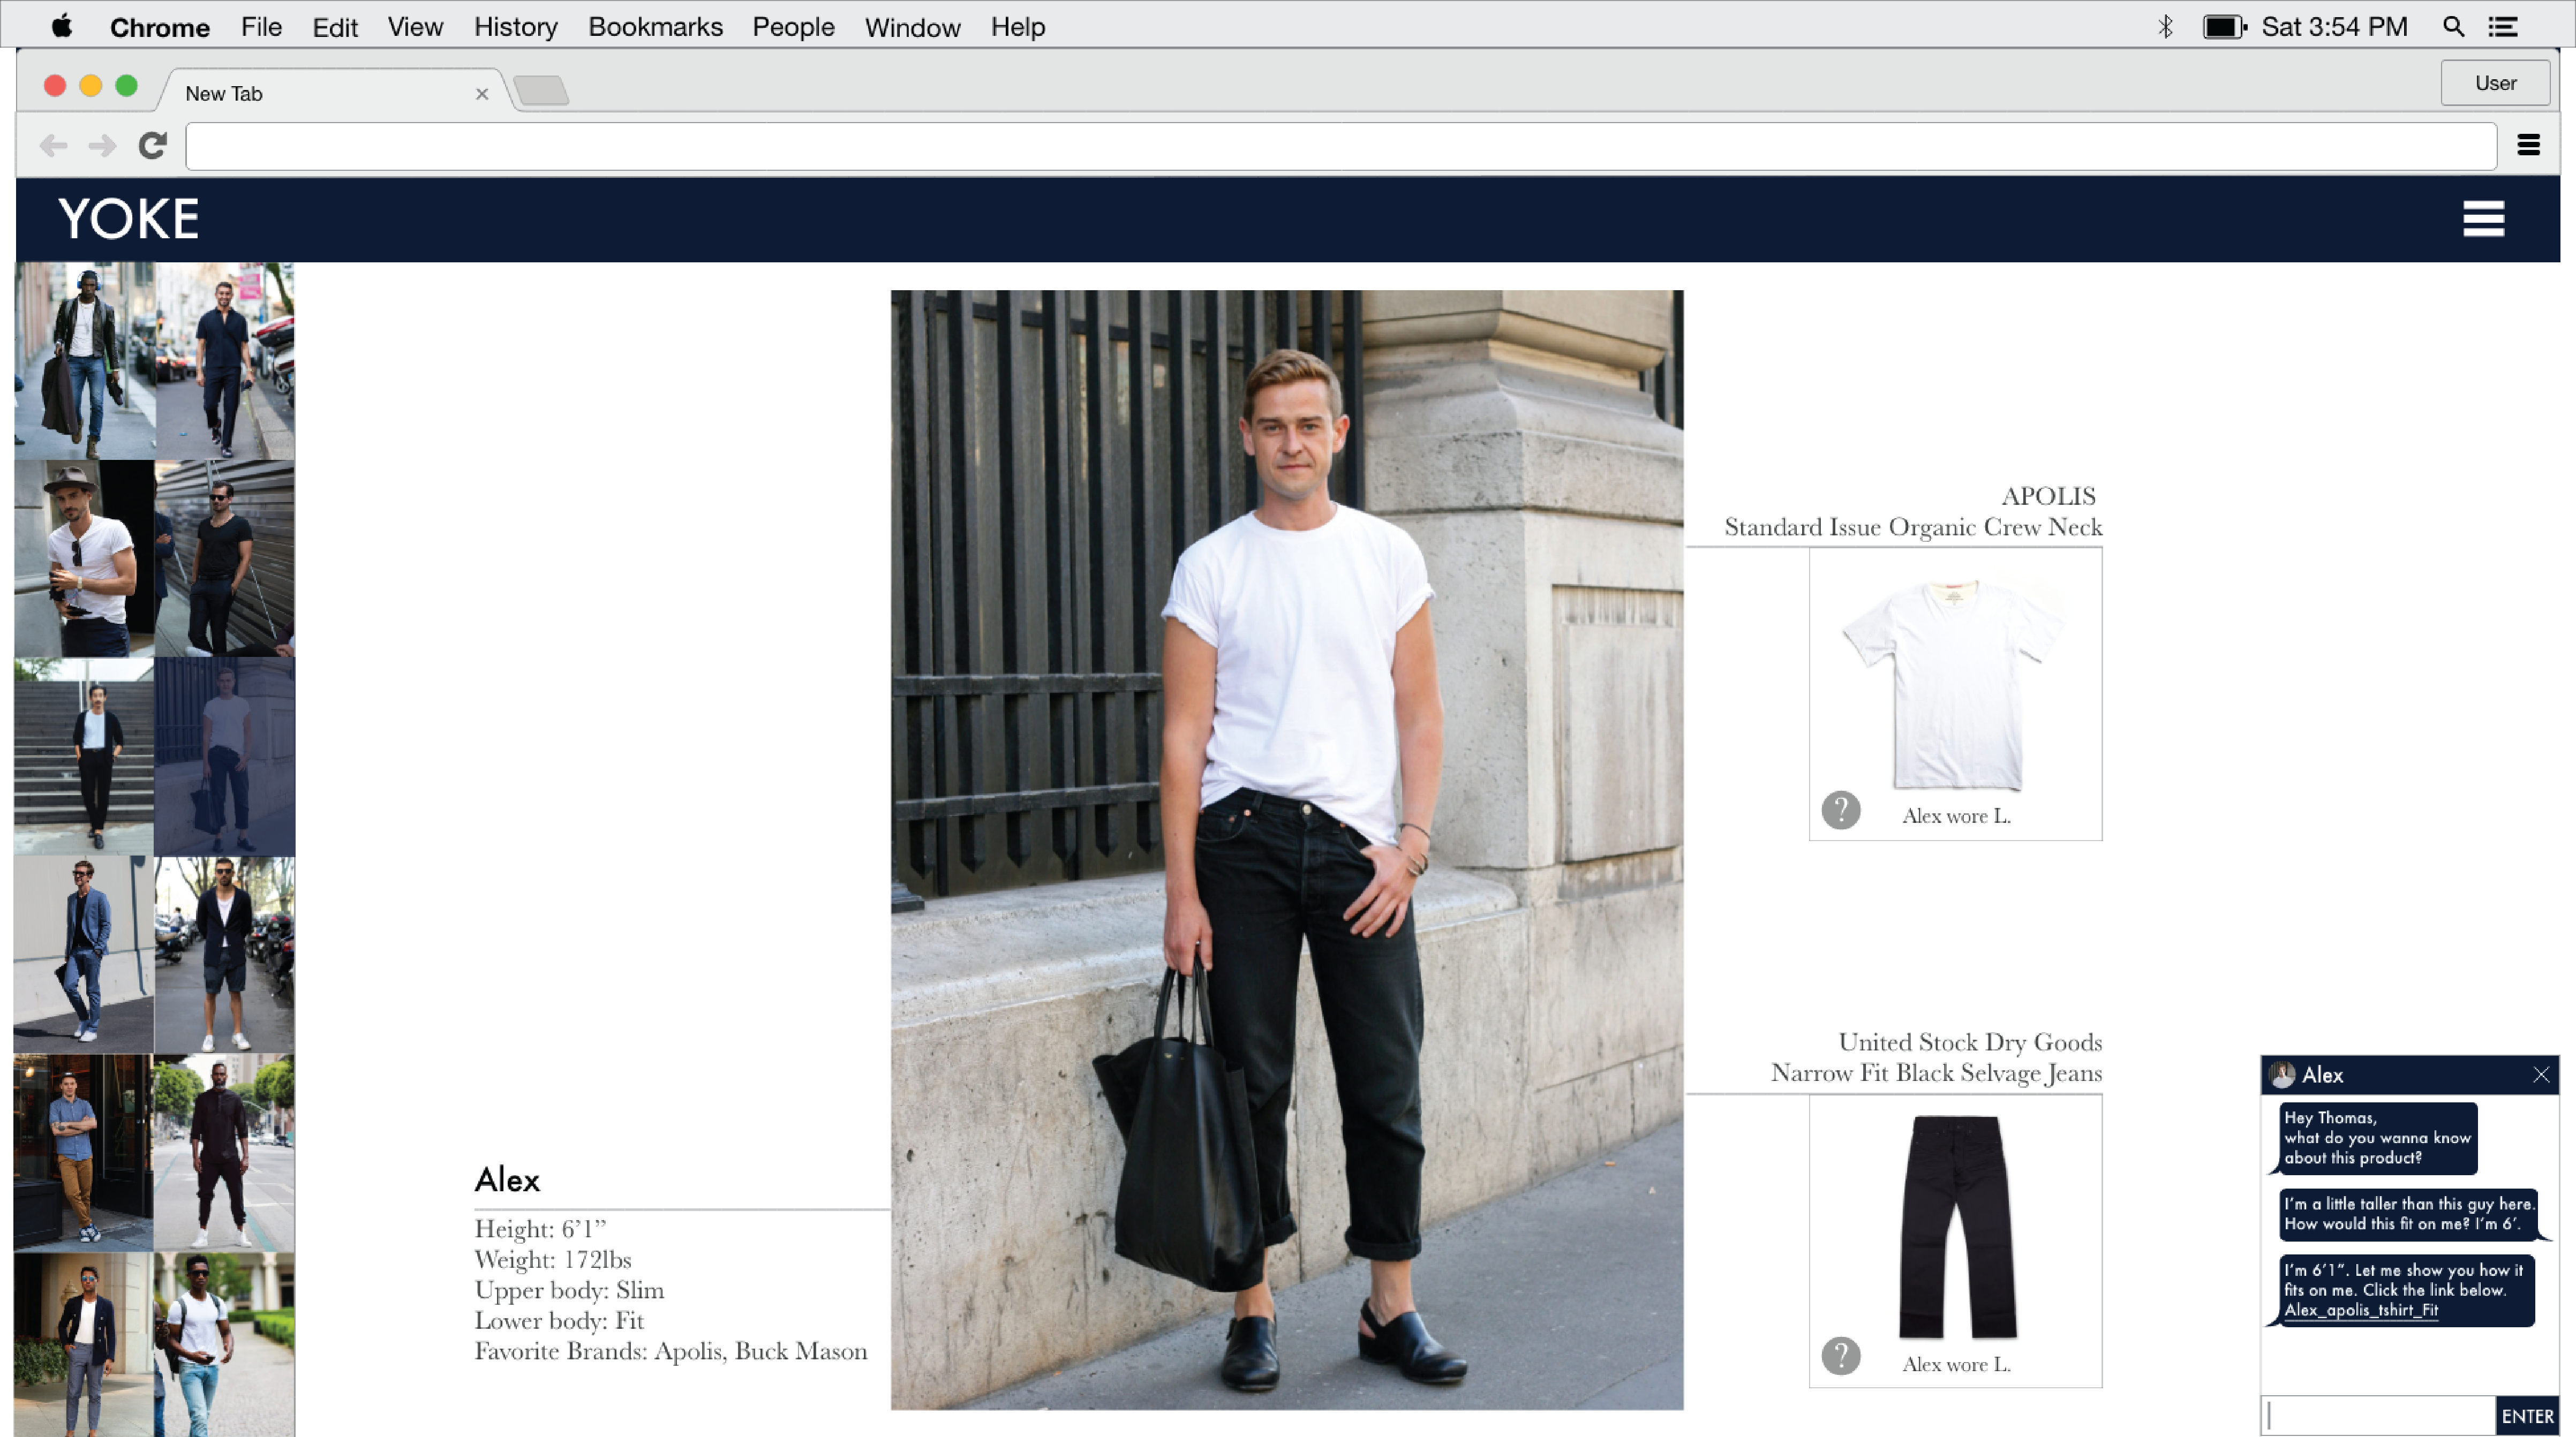 Chrome File Edit View History Bookmarks People Window Help Sat 3:54 PM
New Tab
User
YOKE
APOLIS
Standard Issue Organic Crew Neck
?
Alex wore L.
United Stock Dry Goods
Narrow Fit Black Selvage Jeans
?
Alex wore L.
Alex
Height: 6’1”
Weight: 172lbs
Upper body: Slim
Lower body: Fit
Favorite Brands: Apolis, Buck Mason
Alex
Hey Thomas,
what do you wanna know
about this product?
I’m a little taller than this guy here.
How would this fit on me? I’m 6’.
I’m 6’1”. Let me show you how it
fits on me. Click the link below.
Alex_apolis_tshirt_Fit
ENTER